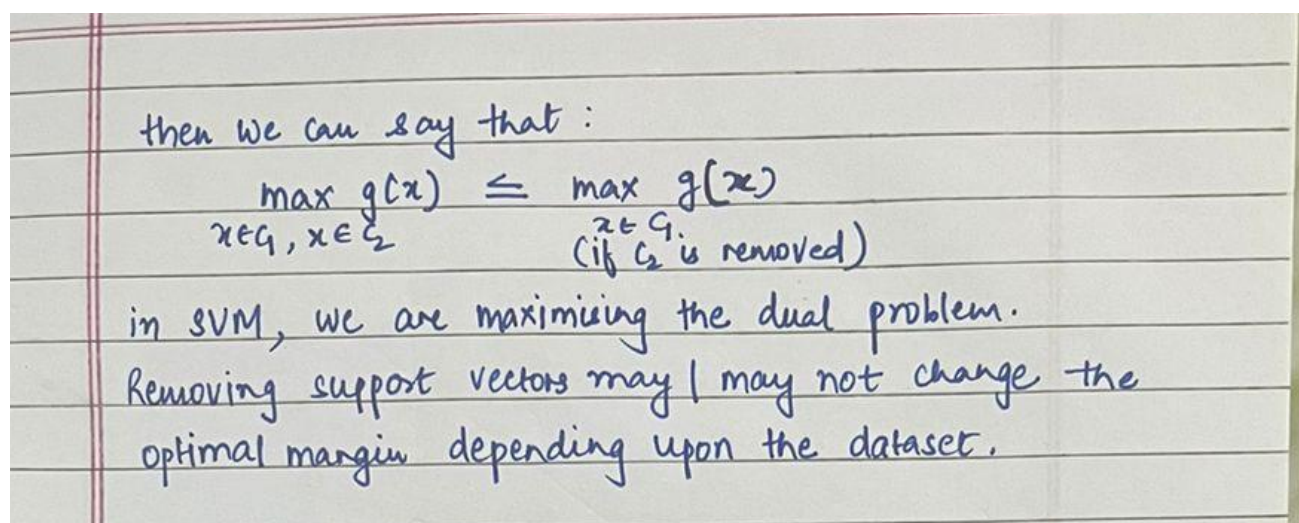 then we can say that :
max g(x) ≤ max g(x)
x∈C₁, x∈C₂ x∈C₁
(if C₂ is removed)
in SVM, we are maximising the dual problem.
Removing support vectors may / may not change the
optimal margin depending upon the dataset.